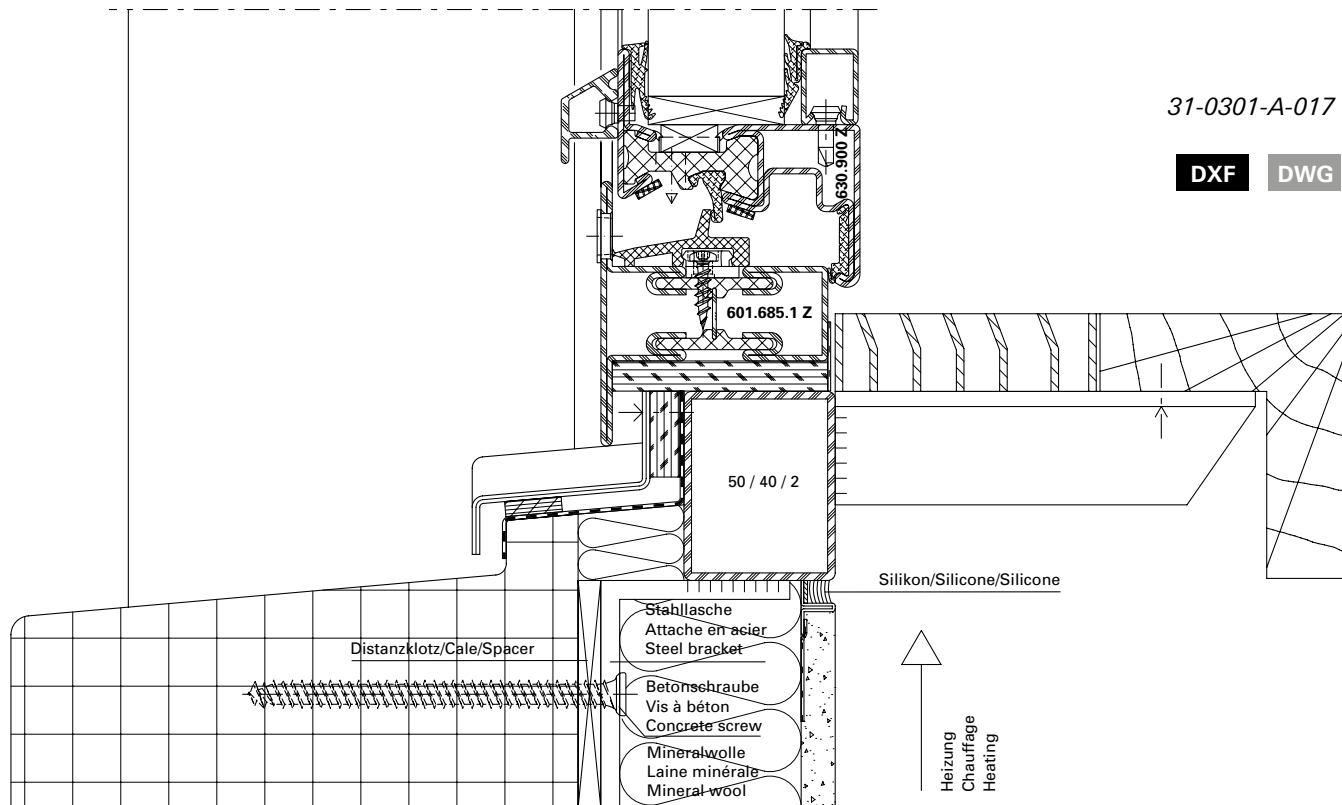 31-0301-A-017
DXF DWG
630.900 Z
601.685.1 Z
50 / 40 / 2
Silikon/Silicone/Silicone
Stahllasche
Attache en acier
Steel bracket
Distanzklotz/Cale/Spacer
Betonschraube
Vis à béton
Concrete screw
Mineralwolle
Laine minérale
Mineral wool
Heizung
Chauffage
Heating